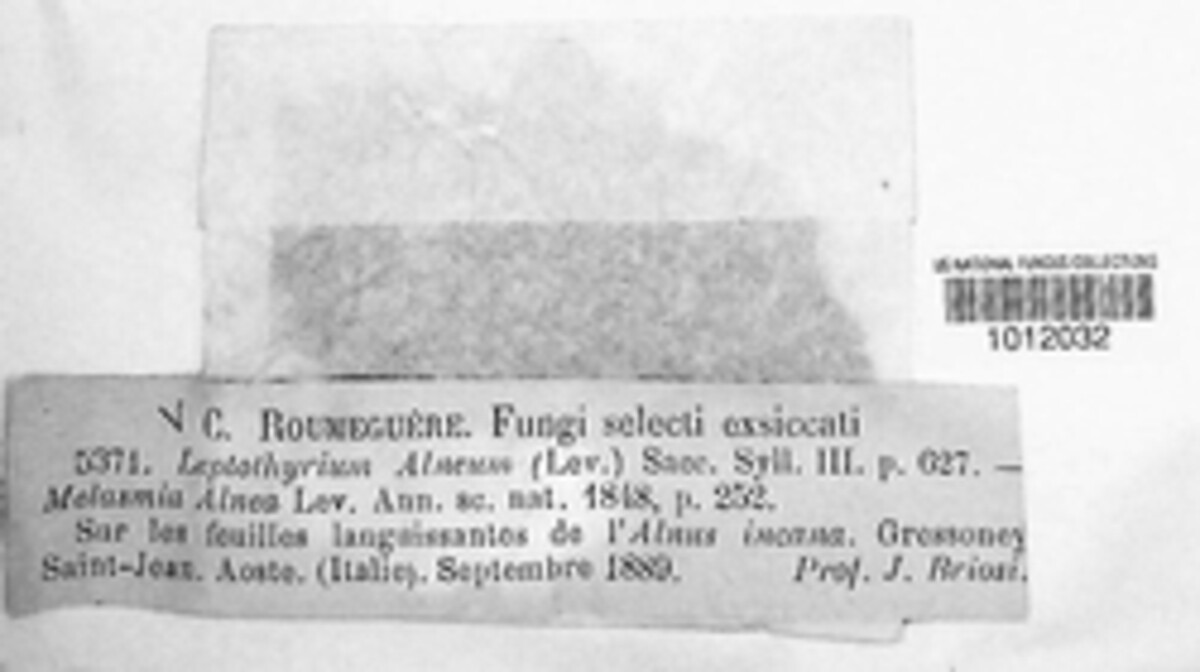 US NATIONAL FUNGUS COLLECTIONS
1012032
C. ROUMEGUÈRE. Fungi selecti exsiccati
5371. Leptothyrium Alneum (Lev.) Sacc. Syll. III. p. 627. —
Melasmia Alnea Lev. Ann. sc. nat. 1848, p. 252.
Sur les feuilles languissantes de l'Alnus incana. Gressoney
Saint-Jean. Aoste. (Italie). Septembre 1889. Prof. J. Briosi.